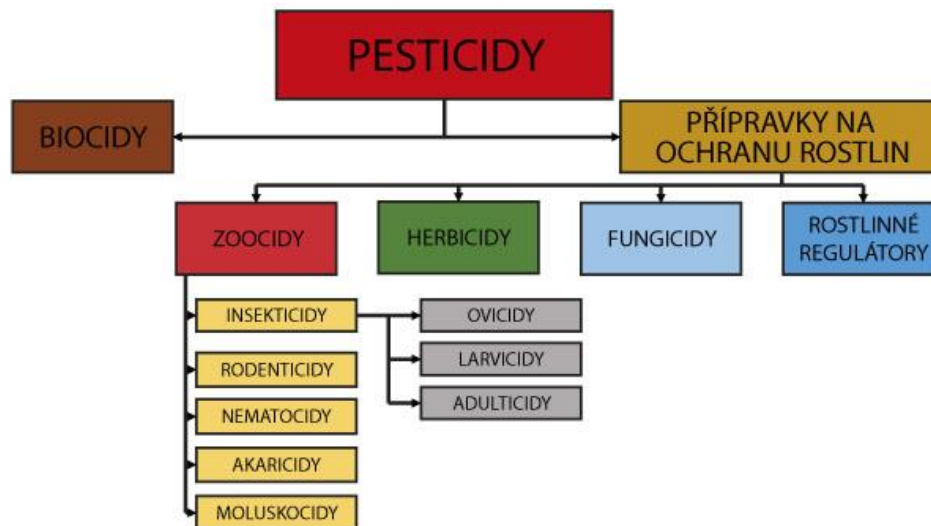 PESTICIDY
BIOCIDY
PŘÍPRAVKY NA
OCHRANU ROSTLIN
ZOOCIDY
HERBICIDY
FUNGICIDY
ROSTLINNÉ
REGULÁTORY
INSEKTICIDY
OVICIDY
RODENTICIDY
LARVICIDY
NEMATOCIDY
ADULTICIDY
AKARICIDY
MOLUSKOCIDY